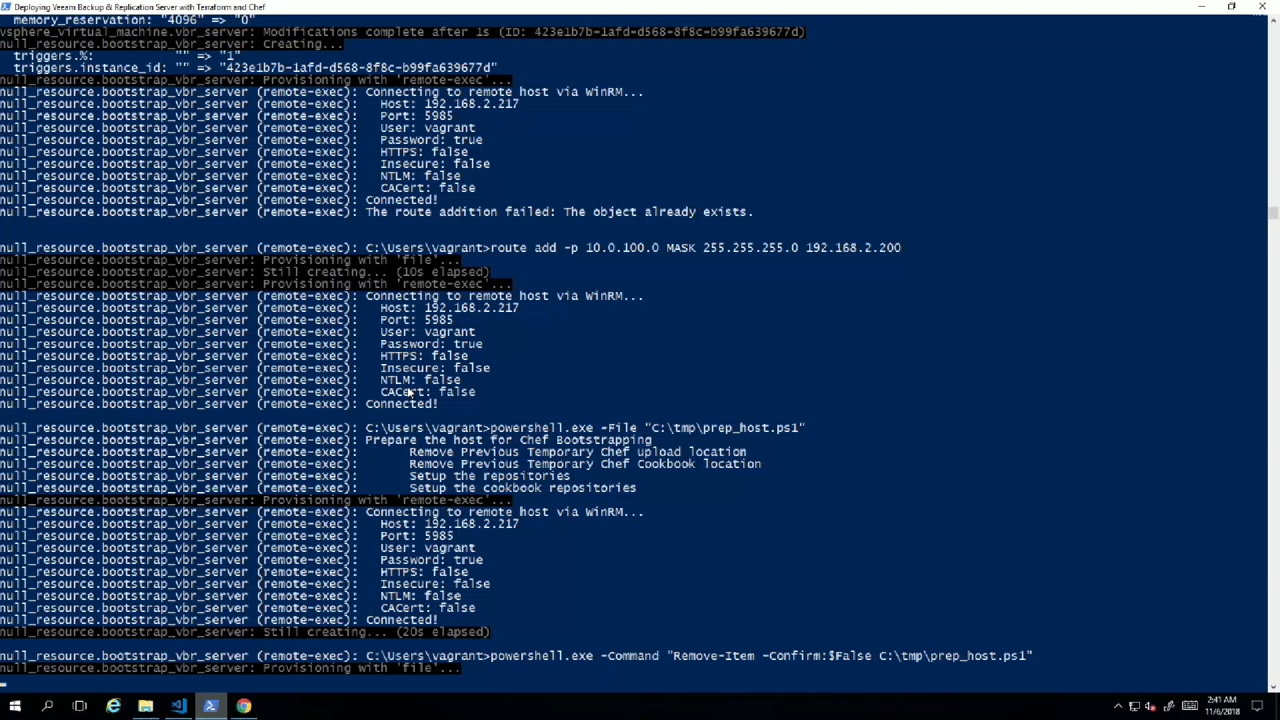 Deploying Veeam Backup & Replication Server with Terraform and Chef
memory_reservation: "4096" => "0"
vsphere_virtual_machine.vbr_server: Modifications complete after 1s (ID: 423e1b7b-1afd-d568-8f8c-b99fa639677d)
null_resource.bootstrap_vbr_server: Creating...
triggers.%: "" => "1"
triggers.instance_id: "" => "423e1b7b-1afd-d568-8f8c-b99fa639677d"
null_resource.bootstrap_vbr_server: Provisioning with 'remote-exec'...
null_resource.bootstrap_vbr_server (remote-exec): Connecting to remote host via WinRM...
null_resource.bootstrap_vbr_server (remote-exec): Host: 192.168.2.217
null_resource.bootstrap_vbr_server (remote-exec): Port: 5985
null_resource.bootstrap_vbr_server (remote-exec): User: vagrant
null_resource.bootstrap_vbr_server (remote-exec): Password: true
null_resource.bootstrap_vbr_server (remote-exec): HTTPS: false
null_resource.bootstrap_vbr_server (remote-exec): Insecure: false
null_resource.bootstrap_vbr_server (remote-exec): NTLM: false
null_resource.bootstrap_vbr_server (remote-exec): CACert: false
null_resource.bootstrap_vbr_server (remote-exec): Connected!
null_resource.bootstrap_vbr_server (remote-exec): The route addition failed: The object already exists.
null_resource.bootstrap_vbr_server (remote-exec): C:\Users\vagrant>route add -p 10.0.100.0 MASK 255.255.255.0 192.168.2.200
null_resource.bootstrap_vbr_server: Provisioning with 'file'...
null_resource.bootstrap_vbr_server: Still creating... (10s elapsed)
null_resource.bootstrap_vbr_server: Provisioning with 'remote-exec'...
null_resource.bootstrap_vbr_server (remote-exec): Connecting to remote host via WinRM...
null_resource.bootstrap_vbr_server (remote-exec): Host: 192.168.2.217
null_resource.bootstrap_vbr_server (remote-exec): Port: 5985
null_resource.bootstrap_vbr_server (remote-exec): User: vagrant
null_resource.bootstrap_vbr_server (remote-exec): Password: true
null_resource.bootstrap_vbr_server (remote-exec): HTTPS: false
null_resource.bootstrap_vbr_server (remote-exec): Insecure: false
null_resource.bootstrap_vbr_server (remote-exec): NTLM: false
null_resource.bootstrap_vbr_server (remote-exec): CACert: false
null_resource.bootstrap_vbr_server (remote-exec): Connected!
null_resource.bootstrap_vbr_server (remote-exec): C:\Users\vagrant>powershell.exe -File "C:\tmp\prep_host.ps1"
null_resource.bootstrap_vbr_server (remote-exec): Prepare the host for Chef Bootstrapping
null_resource.bootstrap_vbr_server (remote-exec): Remove Previous Temporary Chef upload location
null_resource.bootstrap_vbr_server (remote-exec): Remove Previous Temporary Chef Cookbook location
null_resource.bootstrap_vbr_server (remote-exec): Setup the repositories
null_resource.bootstrap_vbr_server (remote-exec): Setup the cookbook repositories
null_resource.bootstrap_vbr_server: Provisioning with 'remote-exec'...
null_resource.bootstrap_vbr_server (remote-exec): Connecting to remote host via WinRM...
null_resource.bootstrap_vbr_server (remote-exec): Host: 192.168.2.217
null_resource.bootstrap_vbr_server (remote-exec): Port: 5985
null_resource.bootstrap_vbr_server (remote-exec): User: vagrant
null_resource.bootstrap_vbr_server (remote-exec): Password: true
null_resource.bootstrap_vbr_server (remote-exec): HTTPS: false
null_resource.bootstrap_vbr_server (remote-exec): Insecure: false
null_resource.bootstrap_vbr_server (remote-exec): NTLM: false
null_resource.bootstrap_vbr_server (remote-exec): CACert: false
null_resource.bootstrap_vbr_server (remote-exec): Connected!
null_resource.bootstrap_vbr_server: Still creating... (20s elapsed)
null_resource.bootstrap_vbr_server (remote-exec): C:\Users\vagrant>powershell.exe -Command "Remove-Item -Confirm:$False C:\tmp\prep_host.ps1"
null_resource.bootstrap_vbr_server: Provisioning with 'file'...
2:41 AM
11/6/2018